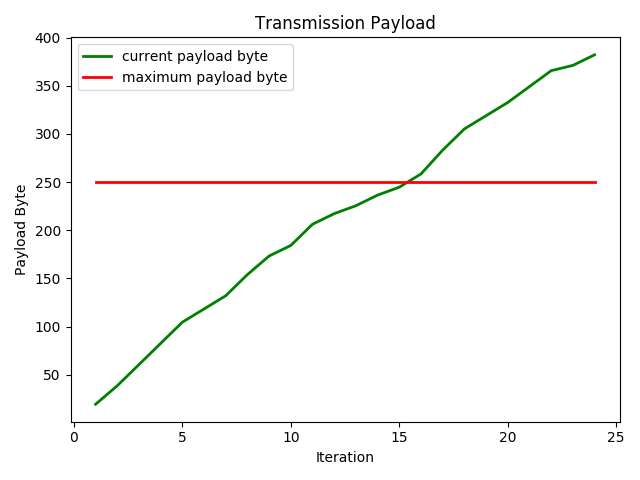 Transmission Payload
current payload byte
maximum payload byte
Payload Byte
400
350
300
250
200
150
100
50
0
5
10
15
20
25
Iteration